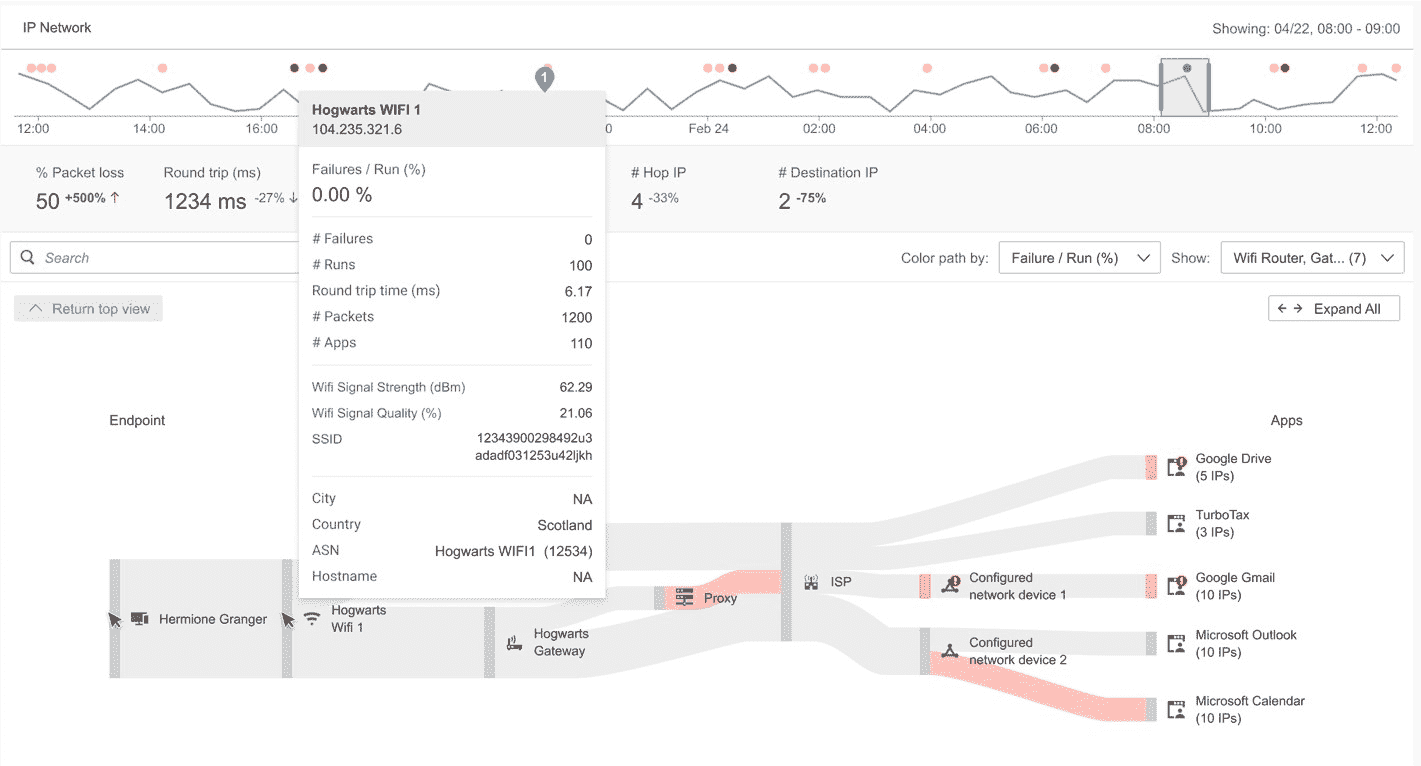 IP Network
Showing: 04/22, 08:00 - 09:00
1
12:00
14:00
16:00
0
Feb 24
02:00
04:00
06:00
08:00
10:00
12:00
% Packet loss
50 +500% ↑
Round trip (ms)
1234 ms -27% ↓
# Hop IP
4 -33%
# Destination IP
2 -75%
Hogwarts WIFI 1
104.235.321.6
Failures / Run (%)
0.00 %
# Failures 0
# Runs 100
Round trip time (ms) 6.17
# Packets 1200
# Apps 110
Wifi Signal Strength (dBm) 62.29
Wifi Signal Quality (%) 21.06
SSID 12343900298492u3
adadf031253u42ljkh
City NA
Country Scotland
ASN Hogwarts WIFI1 (12534)
Hostname NA
Search
Color path by: Failure / Run (%)
Show: Wifi Router, Gat... (7)
Return top view
Expand All
Endpoint
Apps
Hermione Granger
Hogwarts
Wifi 1
Hogwarts
Gateway
Proxy
ISP
Configured
network device 1
Configured
network device 2
Google Drive
(5 IPs)
TurboTax
(3 IPs)
Google Gmail
(10 IPs)
Microsoft Outlook
(10 IPs)
Microsoft Calendar
(10 IPs)